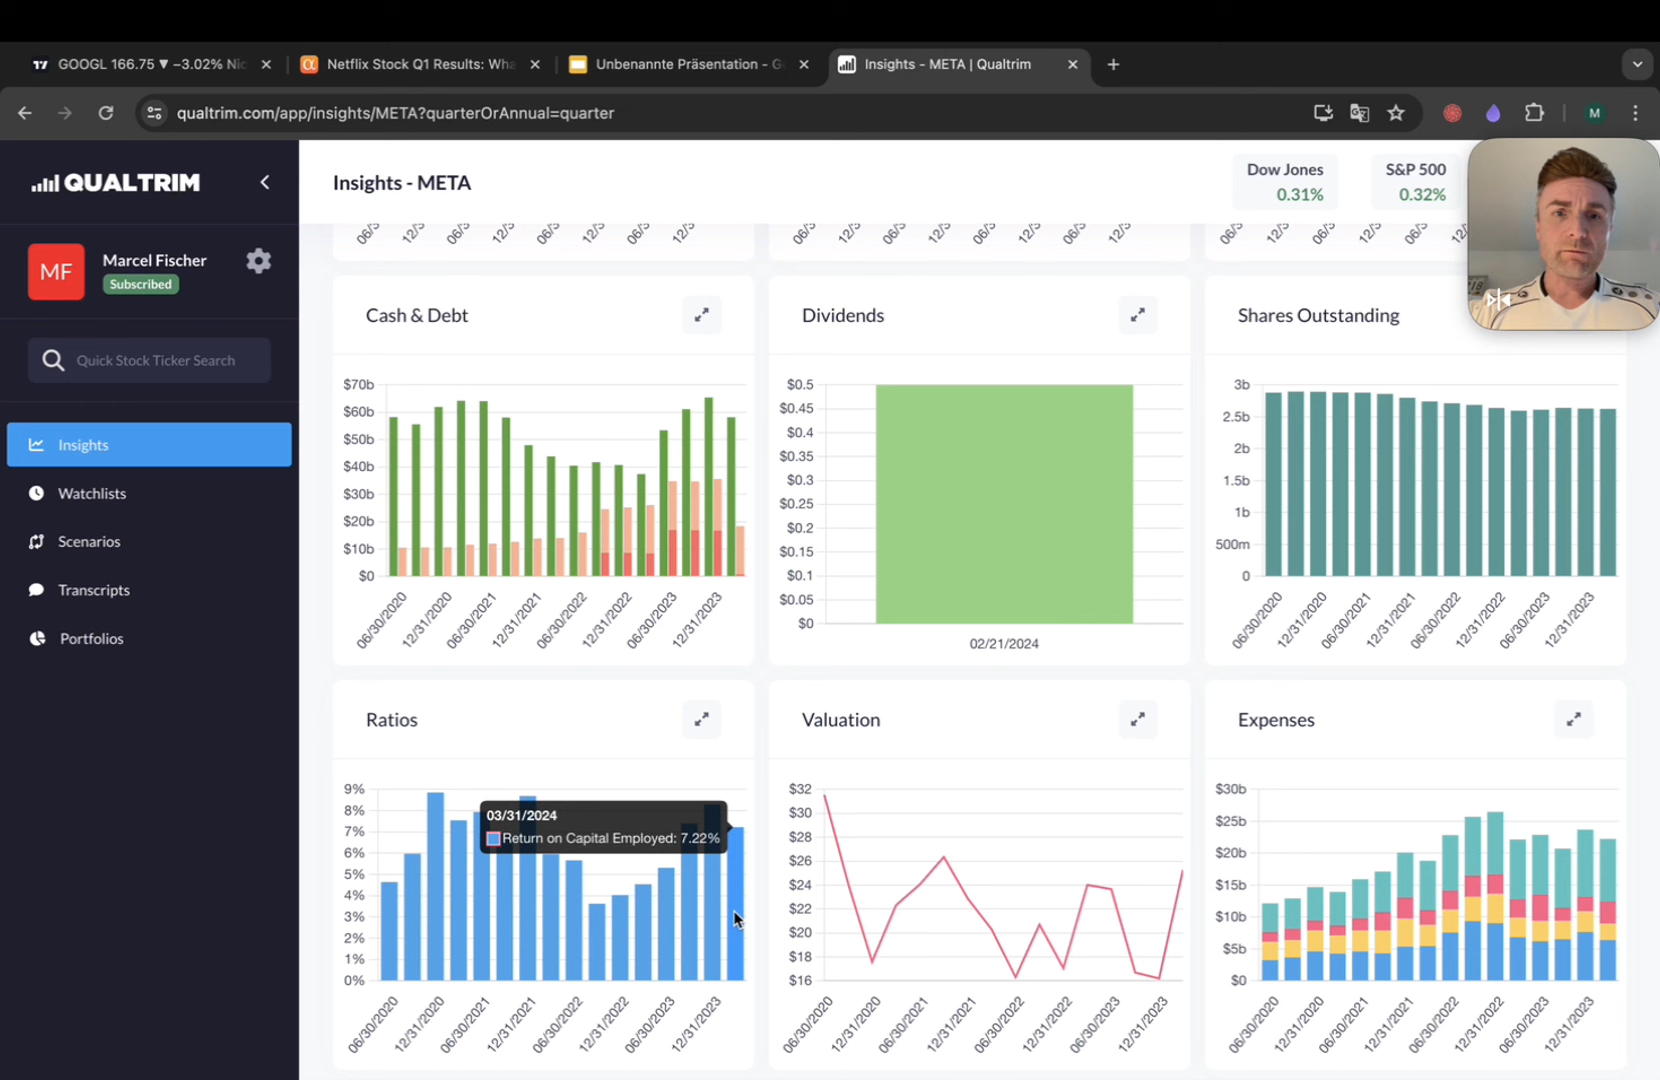 GOOGL 166.75 ▼ −3.02% Nic
Netflix Stock Q1 Results: Wha
Unbenannte Präsentation - G
Insights - META | Qualtrim
qualtrim.com/app/insights/META?quarterOrAnnual=quarter
M
QUALTRIM
Insights - META
Dow Jones
0.31%
S&P 500
0.32%
MF
Marcel Fischer
Subscribed
Quick Stock Ticker Search
Insights
Watchlists
Scenarios
Transcripts
Portfolios
Cash & Debt
$70b
$60b
$50b
$40b
$30b
$20b
$10b
$0
06/30/2020 12/31/2020 06/30/2021 12/31/2021 06/30/2022 12/31/2022 06/30/2023 12/31/2023
Dividends
$0.5
$0.45
$0.4
$0.35
$0.3
$0.25
$0.2
$0.15
$0.1
$0.05
$0
02/21/2024
Shares Outstanding
3b
2.5b
2b
1.5b
1b
500m
0
06/30/2020 12/31/2020 06/30/2021 12/31/2021 06/30/2022 12/31/2022 06/30/2023 12/31/2023
Ratios
9%
8%
7%
6%
5%
4%
3%
2%
1%
0%
03/31/2024
Return on Capital Employed: 7.22%
06/30/2020 12/31/2020 06/30/2021 12/31/2021 06/30/2022 12/31/2022 06/30/2023 12/31/2023
Valuation
$32
$30
$28
$26
$24
$22
$20
$18
$16
06/30/2020 12/31/2020 06/30/2021 12/31/2021 06/30/2022 12/31/2022 06/30/2023 12/31/2023
Expenses
$30b
$25b
$20b
$15b
$10b
$5b
$0
06/30/2020 12/31/2020 06/30/2021 12/31/2021 06/30/2022 12/31/2022 06/30/2023 12/31/2023